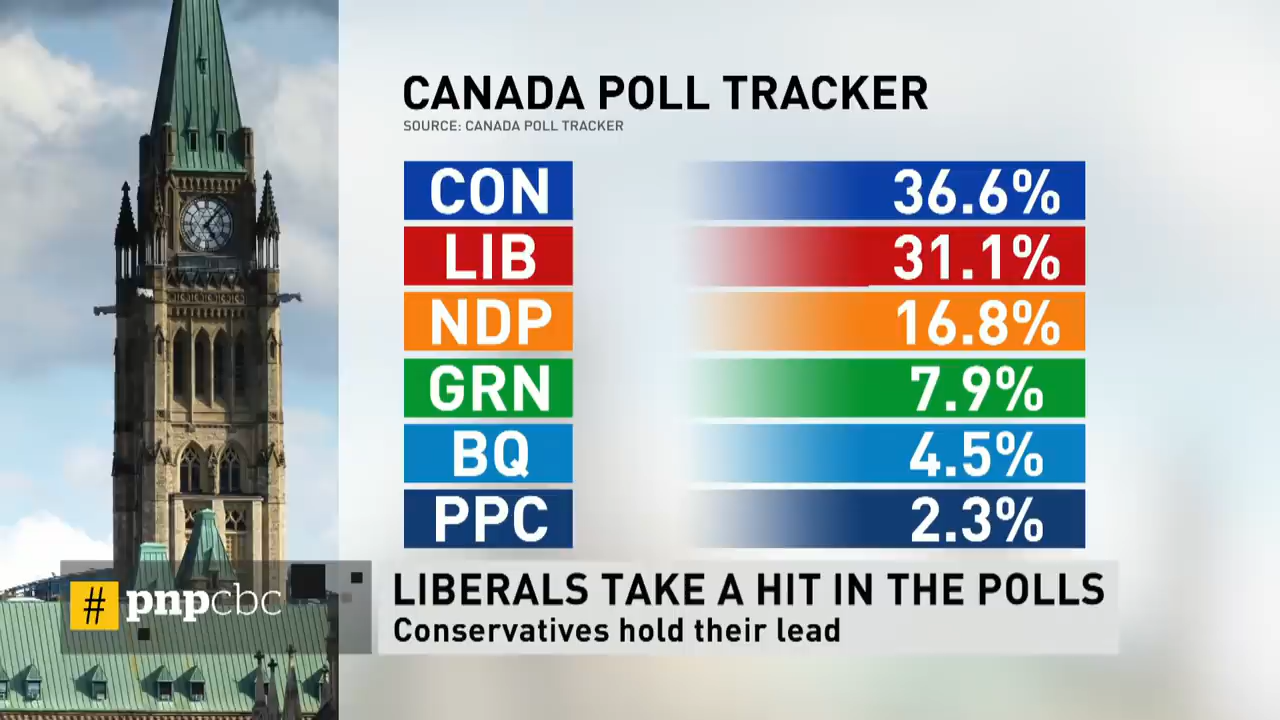 CANADA POLL TRACKER
SOURCE: CANADA POLL TRACKER
CON 36.6%
LIB 31.1%
NDP 16.8%
GRN 7.9%
BQ 4.5%
PPC 2.3%
# pnpcbc
LIBERALS TAKE A HIT IN THE POLLS
Conservatives hold their lead